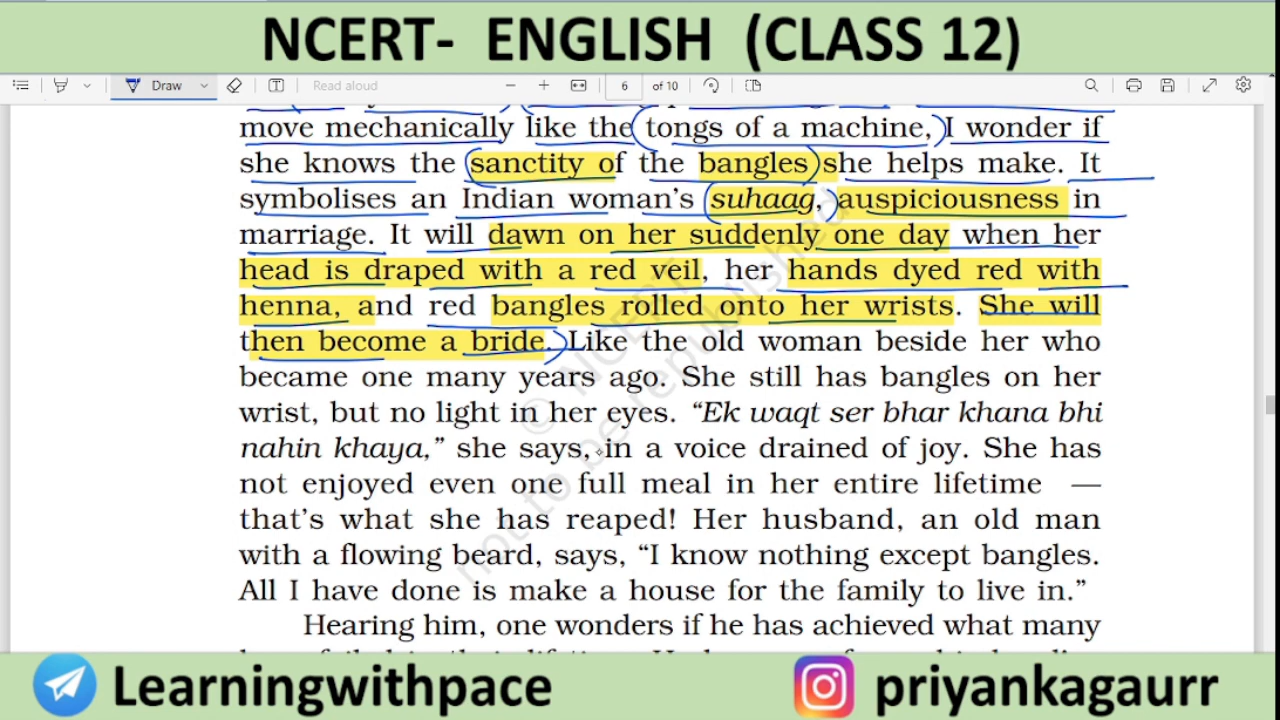 NCERT- ENGLISH (CLASS 12)
Draw
Read aloud
6
of 10
move mechanically like the tongs of a machine, I wonder if
she knows the sanctity of the bangles she helps make. It
symbolises an Indian woman's suhaag, auspiciousness in
marriage. It will dawn on her suddenly one day when her
head is draped with a red veil, her hands dyed red with
henna, and red bangles rolled onto her wrists. She will
then become a bride. Like the old woman beside her who
became one many years ago. She still has bangles on her
wrist, but no light in her eyes. “Ek waqt ser bhar khana bhi
nahin khaya,” she says, in a voice drained of joy. She has
not enjoyed even one full meal in her entire lifetime —
that's what she has reaped! Her husband, an old man
with a flowing beard, says, “I know nothing except bangles.
All I have done is make a house for the family to live in.”
Hearing him, one wonders if he has achieved what many
© NCERT
not to be republished
Learningwithpace
priyankagaurr